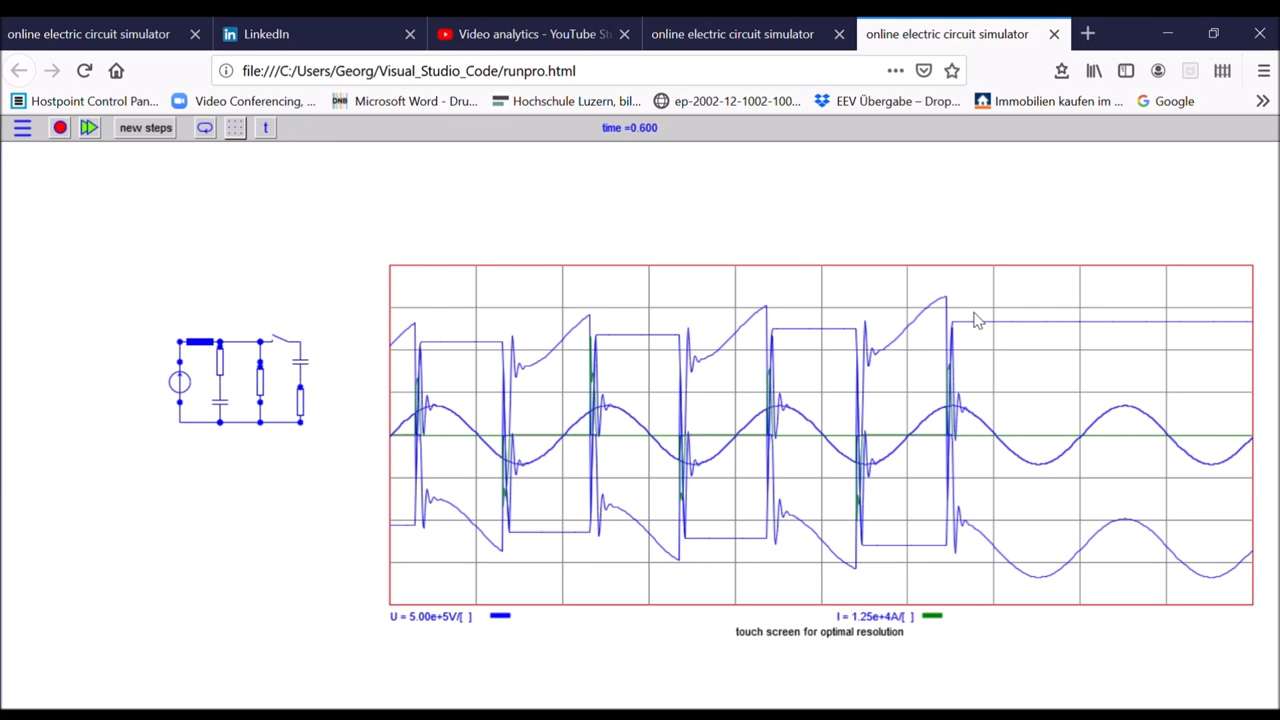 online electric circuit simulator
LinkedIn
Video analytics - YouTube St
online electric circuit simulator
online electric circuit simulator
file:///C:/Users/Georg/Visual_Studio_Code/runpro.html
Hostpoint Control Pan...
Video Conferencing, ...
DNB
Microsoft Word - Dru...
Hochschule Luzern, bil...
ep-2002-12-1002-100...
EEV Übergabe – Drop...
Immobilien kaufen im ...
Google
new steps
t
time =0.600
U = 5.00e+5V/[ ]
I = 1.25e+4A/[ ]
touch screen for optimal resolution